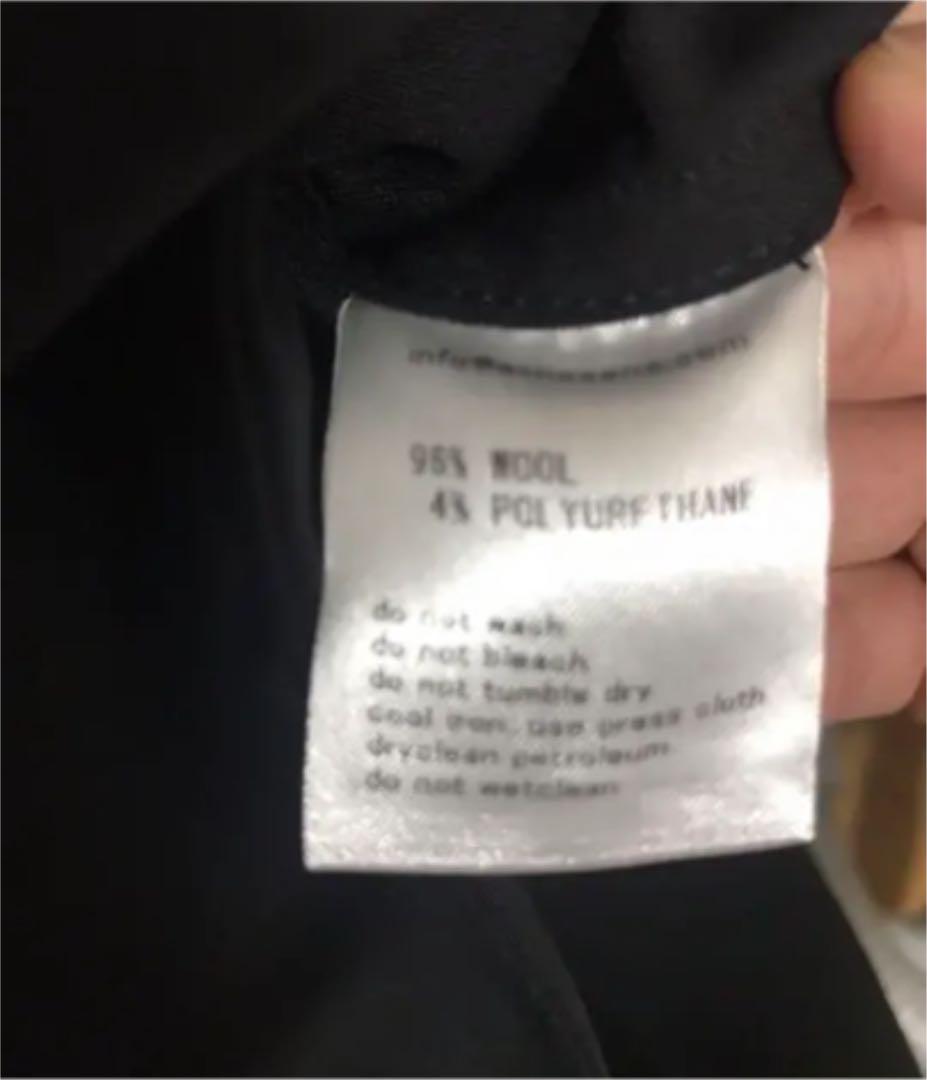 96% WOOL
4% POLYURETHANE
do not wash
do not bleach
do not tumble dry
Cool iron, use press cloth
dryclean petroleum
do not wetclean